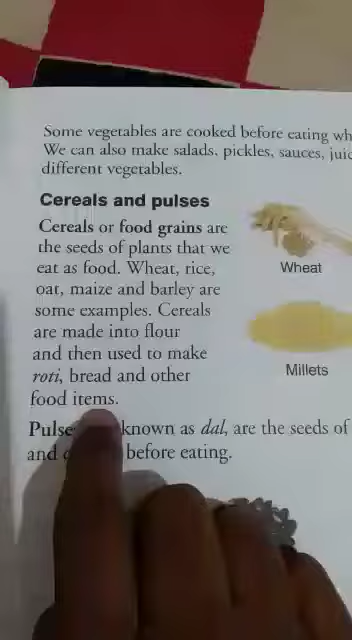 Some vegetables are cooked before eating wh
We can also make salads, pickles, sauces, juic
different vegetables.
Cereals and pulses
Cereals or food grains are
the seeds of plants that we
eat as food. Wheat, rice,
oat, maize and barley are
some examples. Cereals
are made into flour
and then used to make
roti, bread and other
food items.
Wheat
Millets
Pulse known as dal, are the seeds of
and before eating.